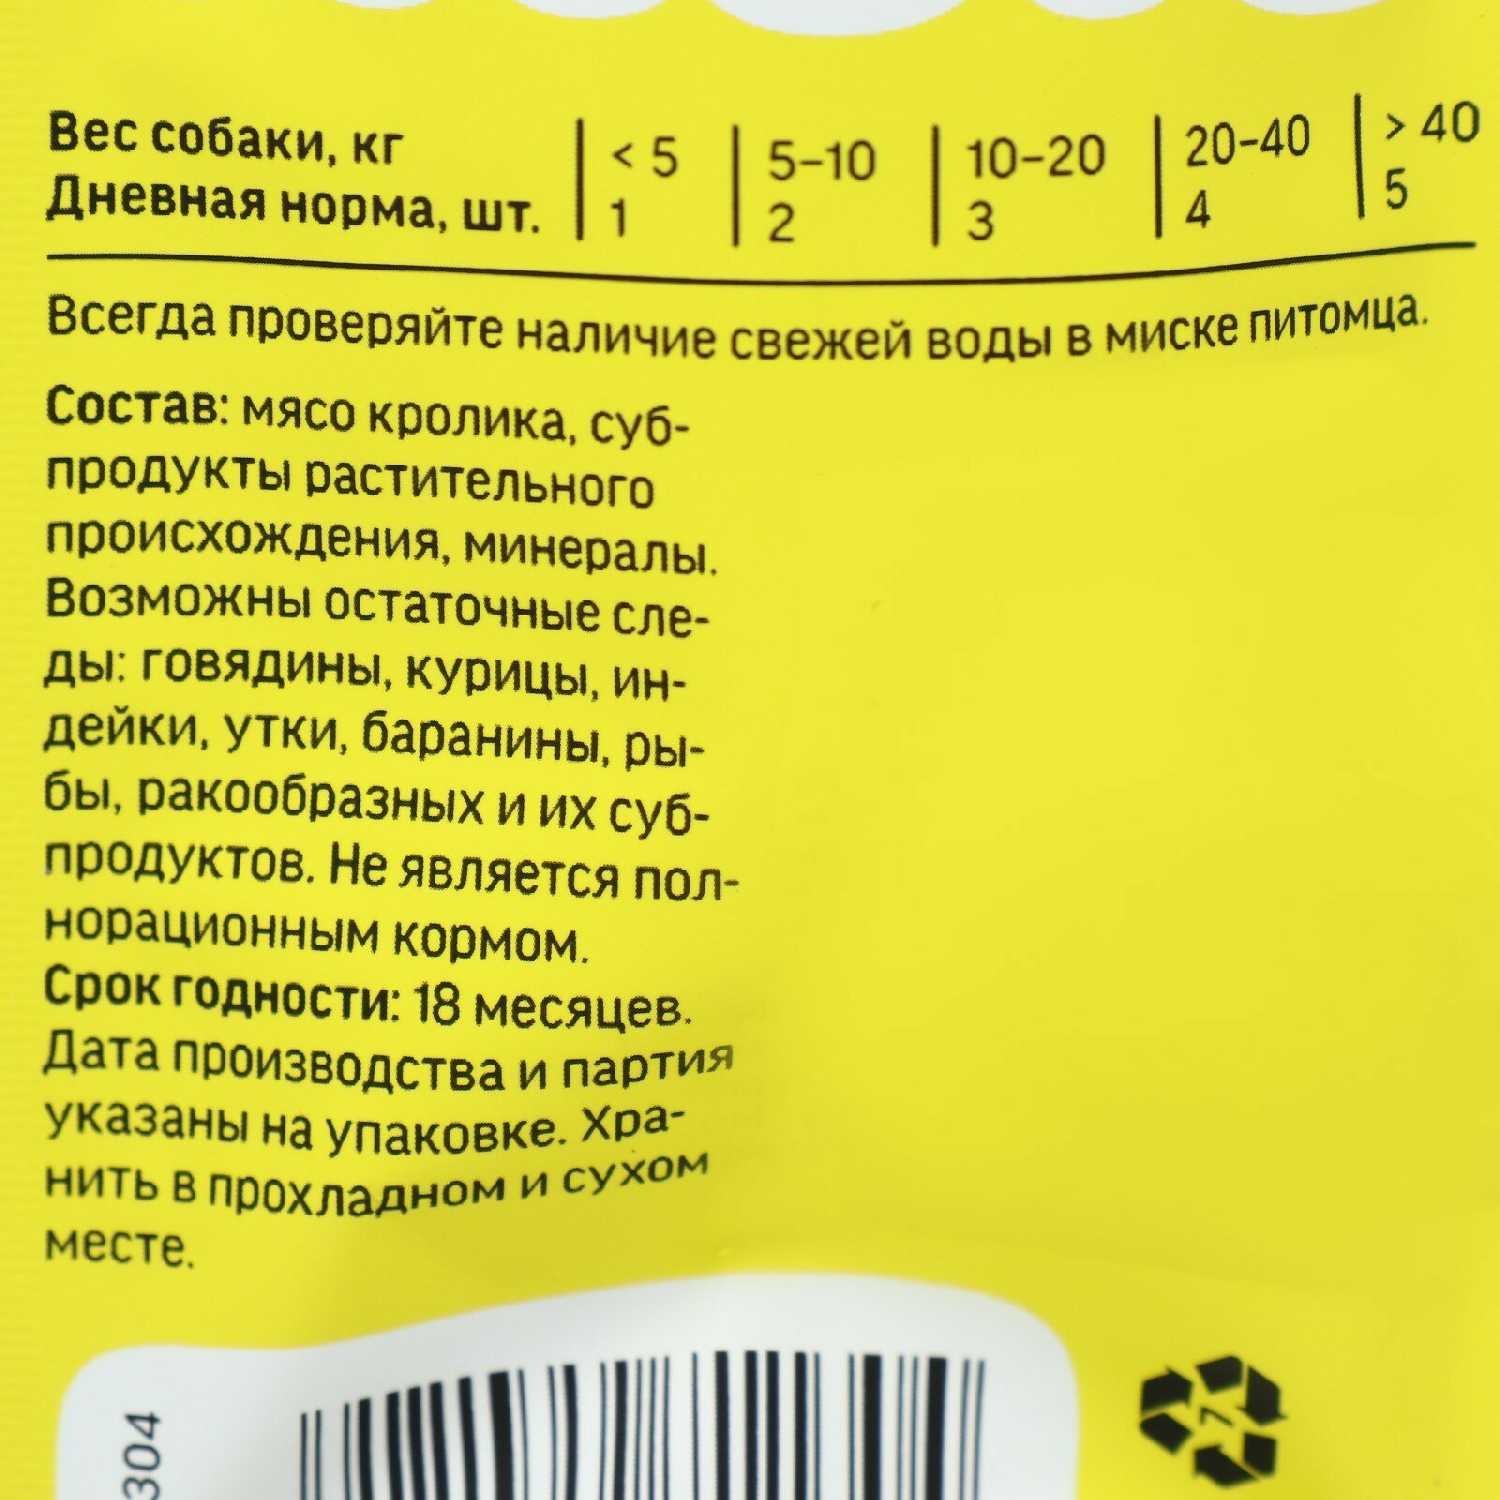 Вес собаки, кг | < 5 | 5–10 | 10–20 | 20–40 | > 40
Дневная норма, шт. | 1 | 2 | 3 | 4 | 5
Всегда проверяйте наличие свежей воды в миске питомца.
Состав: мясо кролика, суб-
продукты растительного
происхождения, минералы.
Возможны остаточные сле-
ды: говядины, курицы, ин-
дейки, утки, баранины, ры-
бы, ракообразных и их суб-
продуктов. Не является пол-
норационным кормом.
Срок годности: 18 месяцев.
Дата производства и партия
указаны на упаковке. Хра-
нить в прохладном и сухом
месте.
304
7